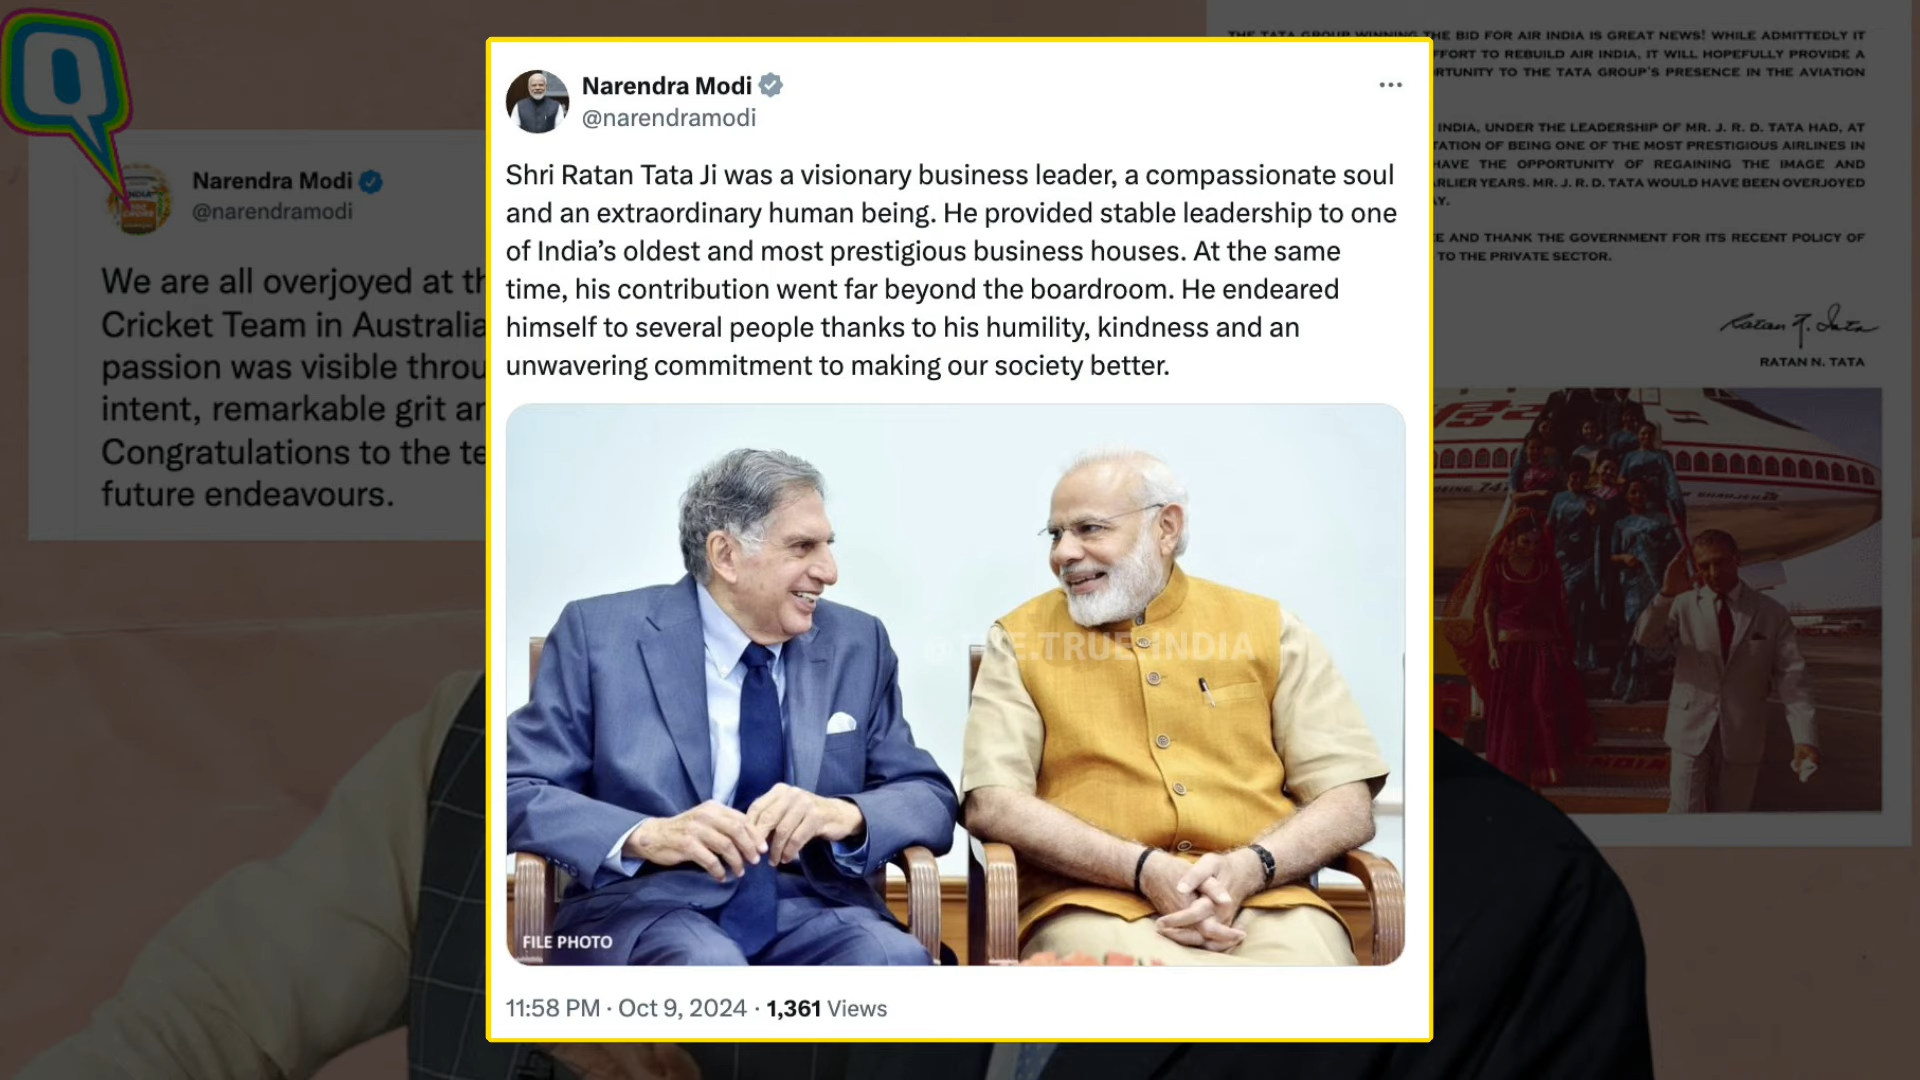 Q
Narendra Modi
@narendramodi
We are all overjoyed at
Cricket Team in Australia
passion was visible
intent, remarkable grit
Congratulations to the
future endeavours.
Narendra Modi
@narendramodi
Shri Ratan Tata Ji was a visionary business leader, a compassionate soul
and an extraordinary human being. He provided stable leadership to one
of India’s oldest and most prestigious business houses. At the same
time, his contribution went far beyond the boardroom. He endeared
himself to several people thanks to his humility, kindness and an
unwavering commitment to making our society better.
.TRUE INDIA
FILE PHOTO
11:58 PM · Oct 9, 2024 · 1,361 Views
THE TATA GROUP WINNING THE BID FOR AIR INDIA IS GREAT NEWS! WHILE ADMITTEDLY IT
TO REBUILD AIR INDIA, IT WILL HOPEFULLY PROVIDE A
TO THE TATA GROUP'S PRESENCE IN THE AVIATION
INDIA, UNDER THE LEADERSHIP OF MR. J. R. D. TATA HAD, AT
OF BEING ONE OF THE MOST PRESTIGIOUS AIRLINES IN
HAVE THE OPPORTUNITY OF REGAINING THE IMAGE AND
YEARS. MR. J. R. D. TATA WOULD HAVE BEEN OVERJOYED
AND THANK THE GOVERNMENT FOR ITS RECENT POLICY OF
TO THE PRIVATE SECTOR.
Ratan N. Tata
RATAN N. TATA